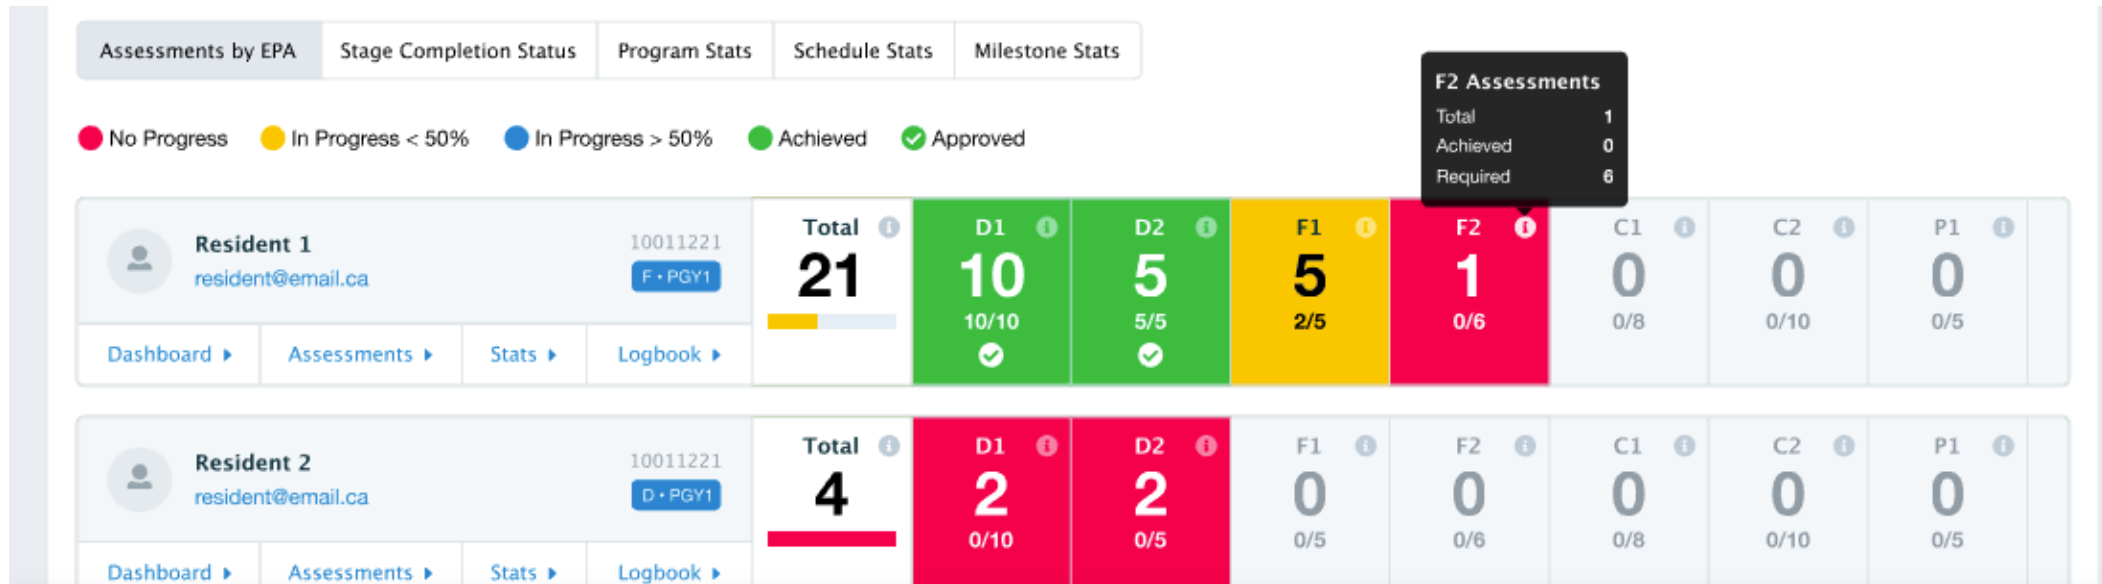 Assessments by EPA Stage Completion Status Program Stats Schedule Stats Milestone Stats
F2 Assessments
Total 1
Achieved 0
Required 6
No Progress In Progress < 50% In Progress > 50% Achieved Approved
Resident 1 10011221
resident@email.ca F • PGY1
Dashboard Assessments Stats Logbook
Total D1 D2 F1 F2 C1 C2 P1
21 10 5 5 1 0 0 0
10/10 5/5 2/5 0/6 0/8 0/10 0/5
Resident 2 10011221
resident@email.ca D • PGY1
Dashboard Assessments Stats Logbook
Total D1 D2 F1 F2 C1 C2 P1
4 2 2 0 0 0 0 0
0/10 0/5 0/5 0/6 0/8 0/10 0/5